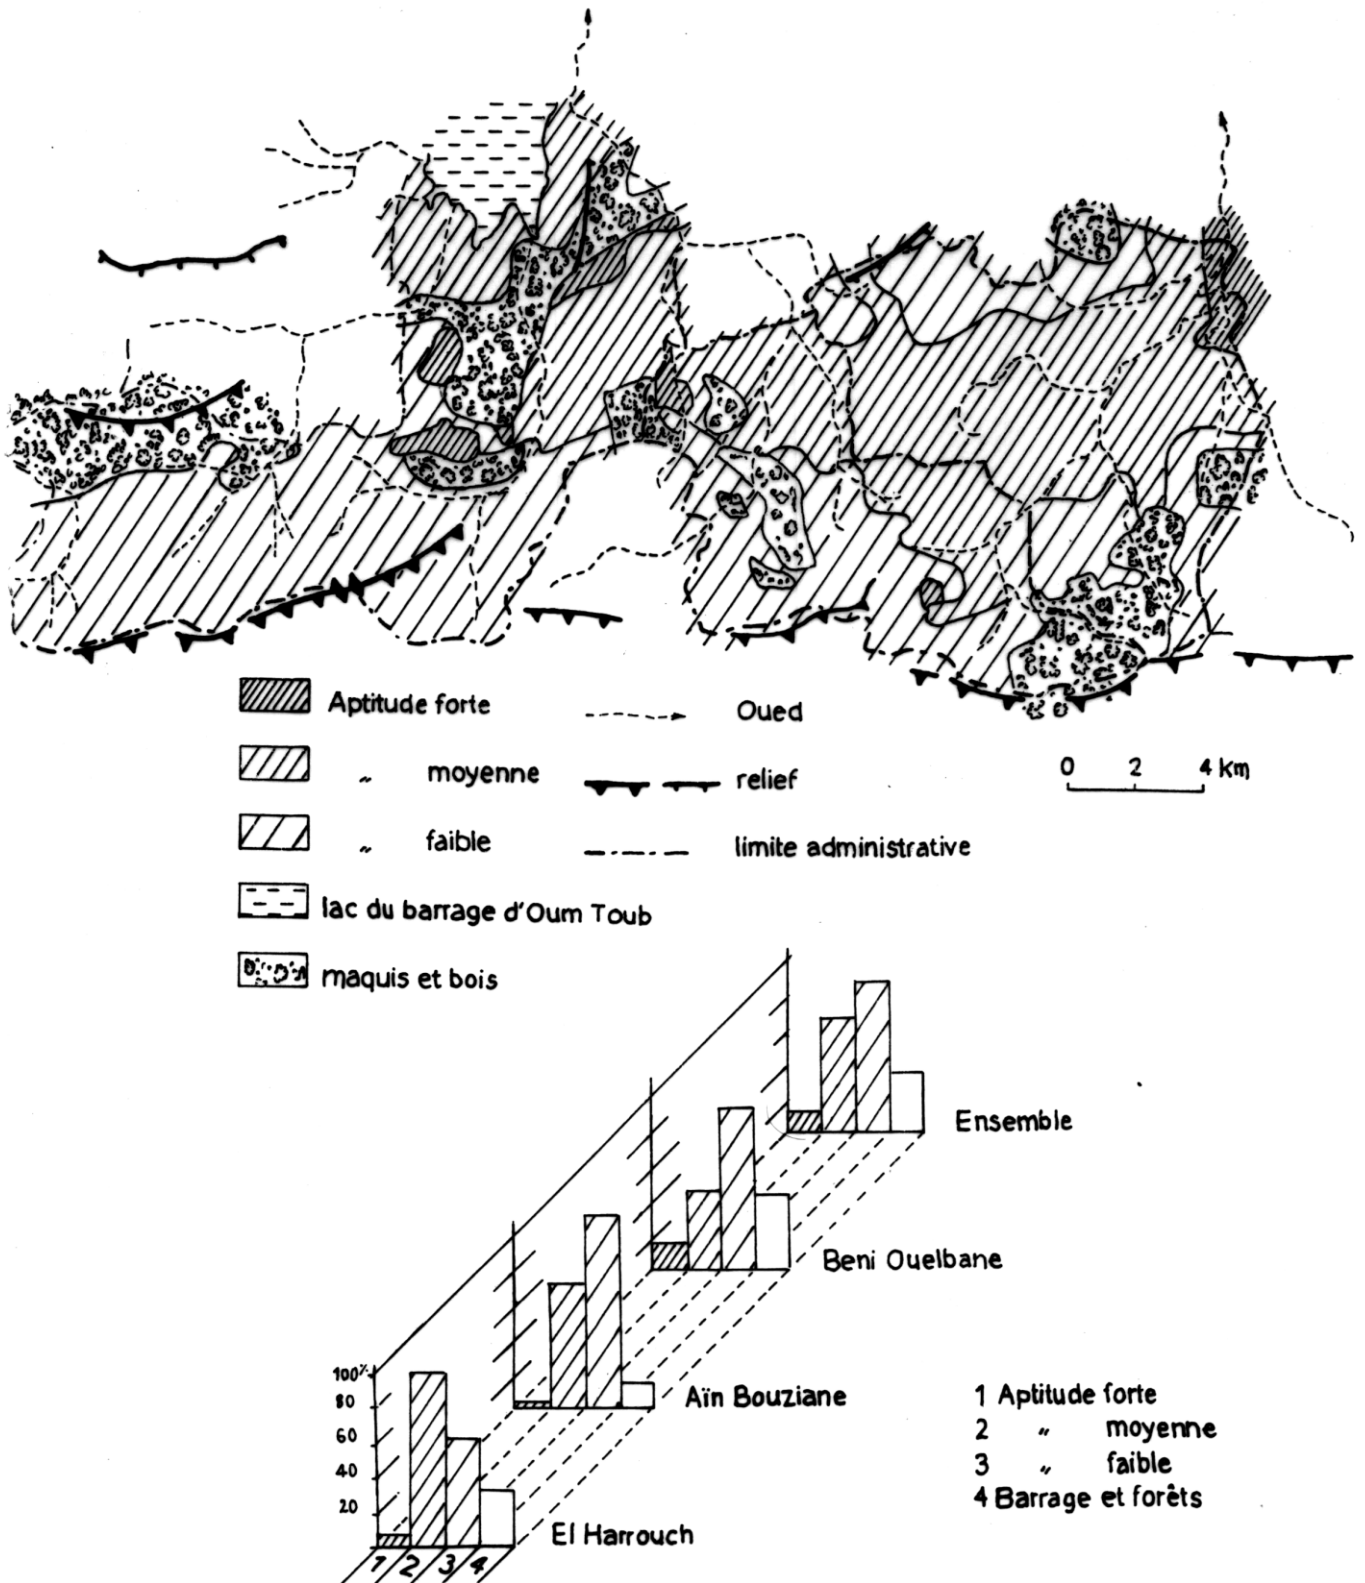 Aptitude forte
„ moyenne
„ faible
lac du barrage d'Oum Toub
maquis et bois
Oued
relief
limite administrative
0 2 4 km
Ensemble
Beni Ouelbane
Aïn Bouziane
El Harrouch
100%
80
60
40
20
1 2 3 4
1 Aptitude forte
2 „ moyenne
3 „ faible
4 Barrage et forêts